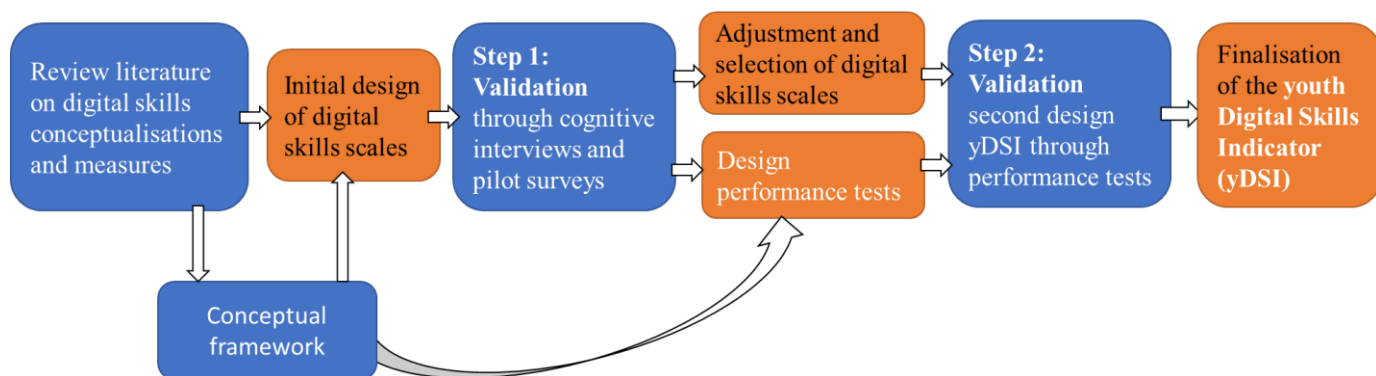 Review literature
on digital skills
conceptualisations
and measures
Initial design
of digital
skills scales
Step 1:
Validation
through cognitive
interviews and
pilot surveys
Adjustment and
selection of digital
skills scales
Design
performance tests
Step 2:
Validation
second design
yDSI through
performance tests
Finalisation
of the youth
Digital Skills
Indicator
(yDSI)
Conceptual
framework